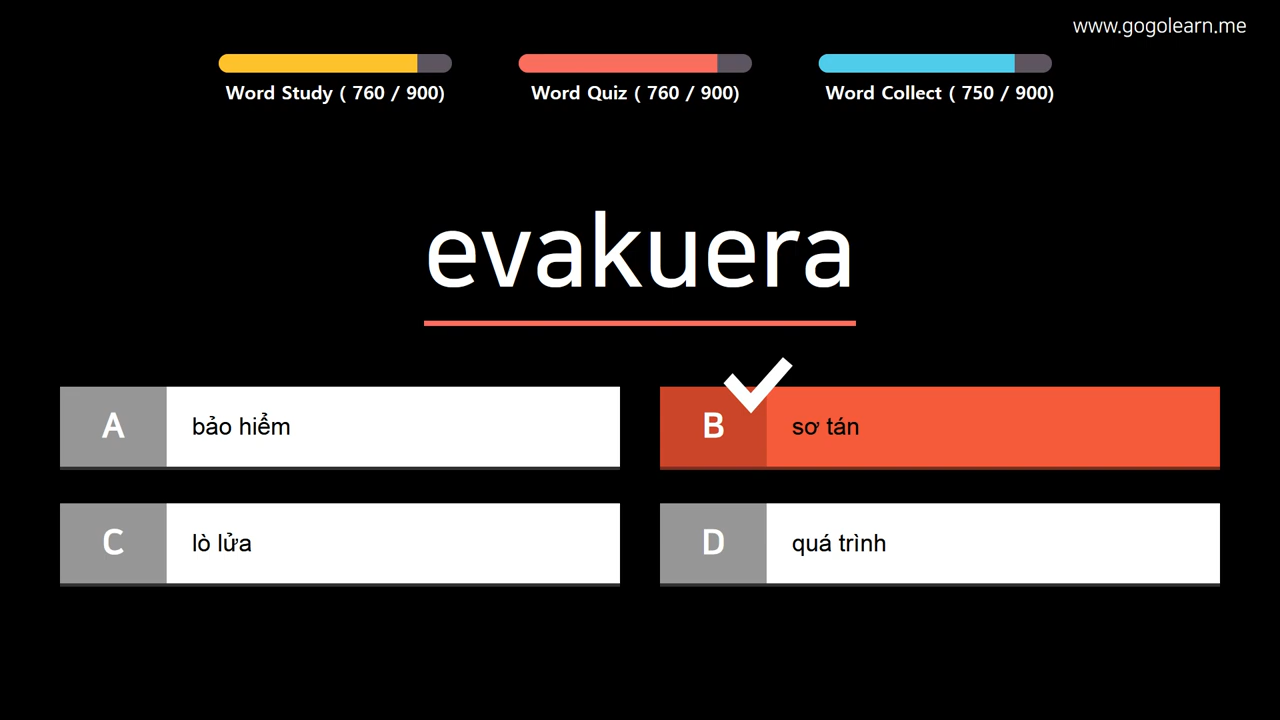 www.gogolearn.me
Word Study ( 760 / 900)
Word Quiz ( 760 / 900)
Word Collect ( 750 / 900)
evakuera
A
bảo hiểm
B
sơ tán
C
lò lửa
D
quá trình